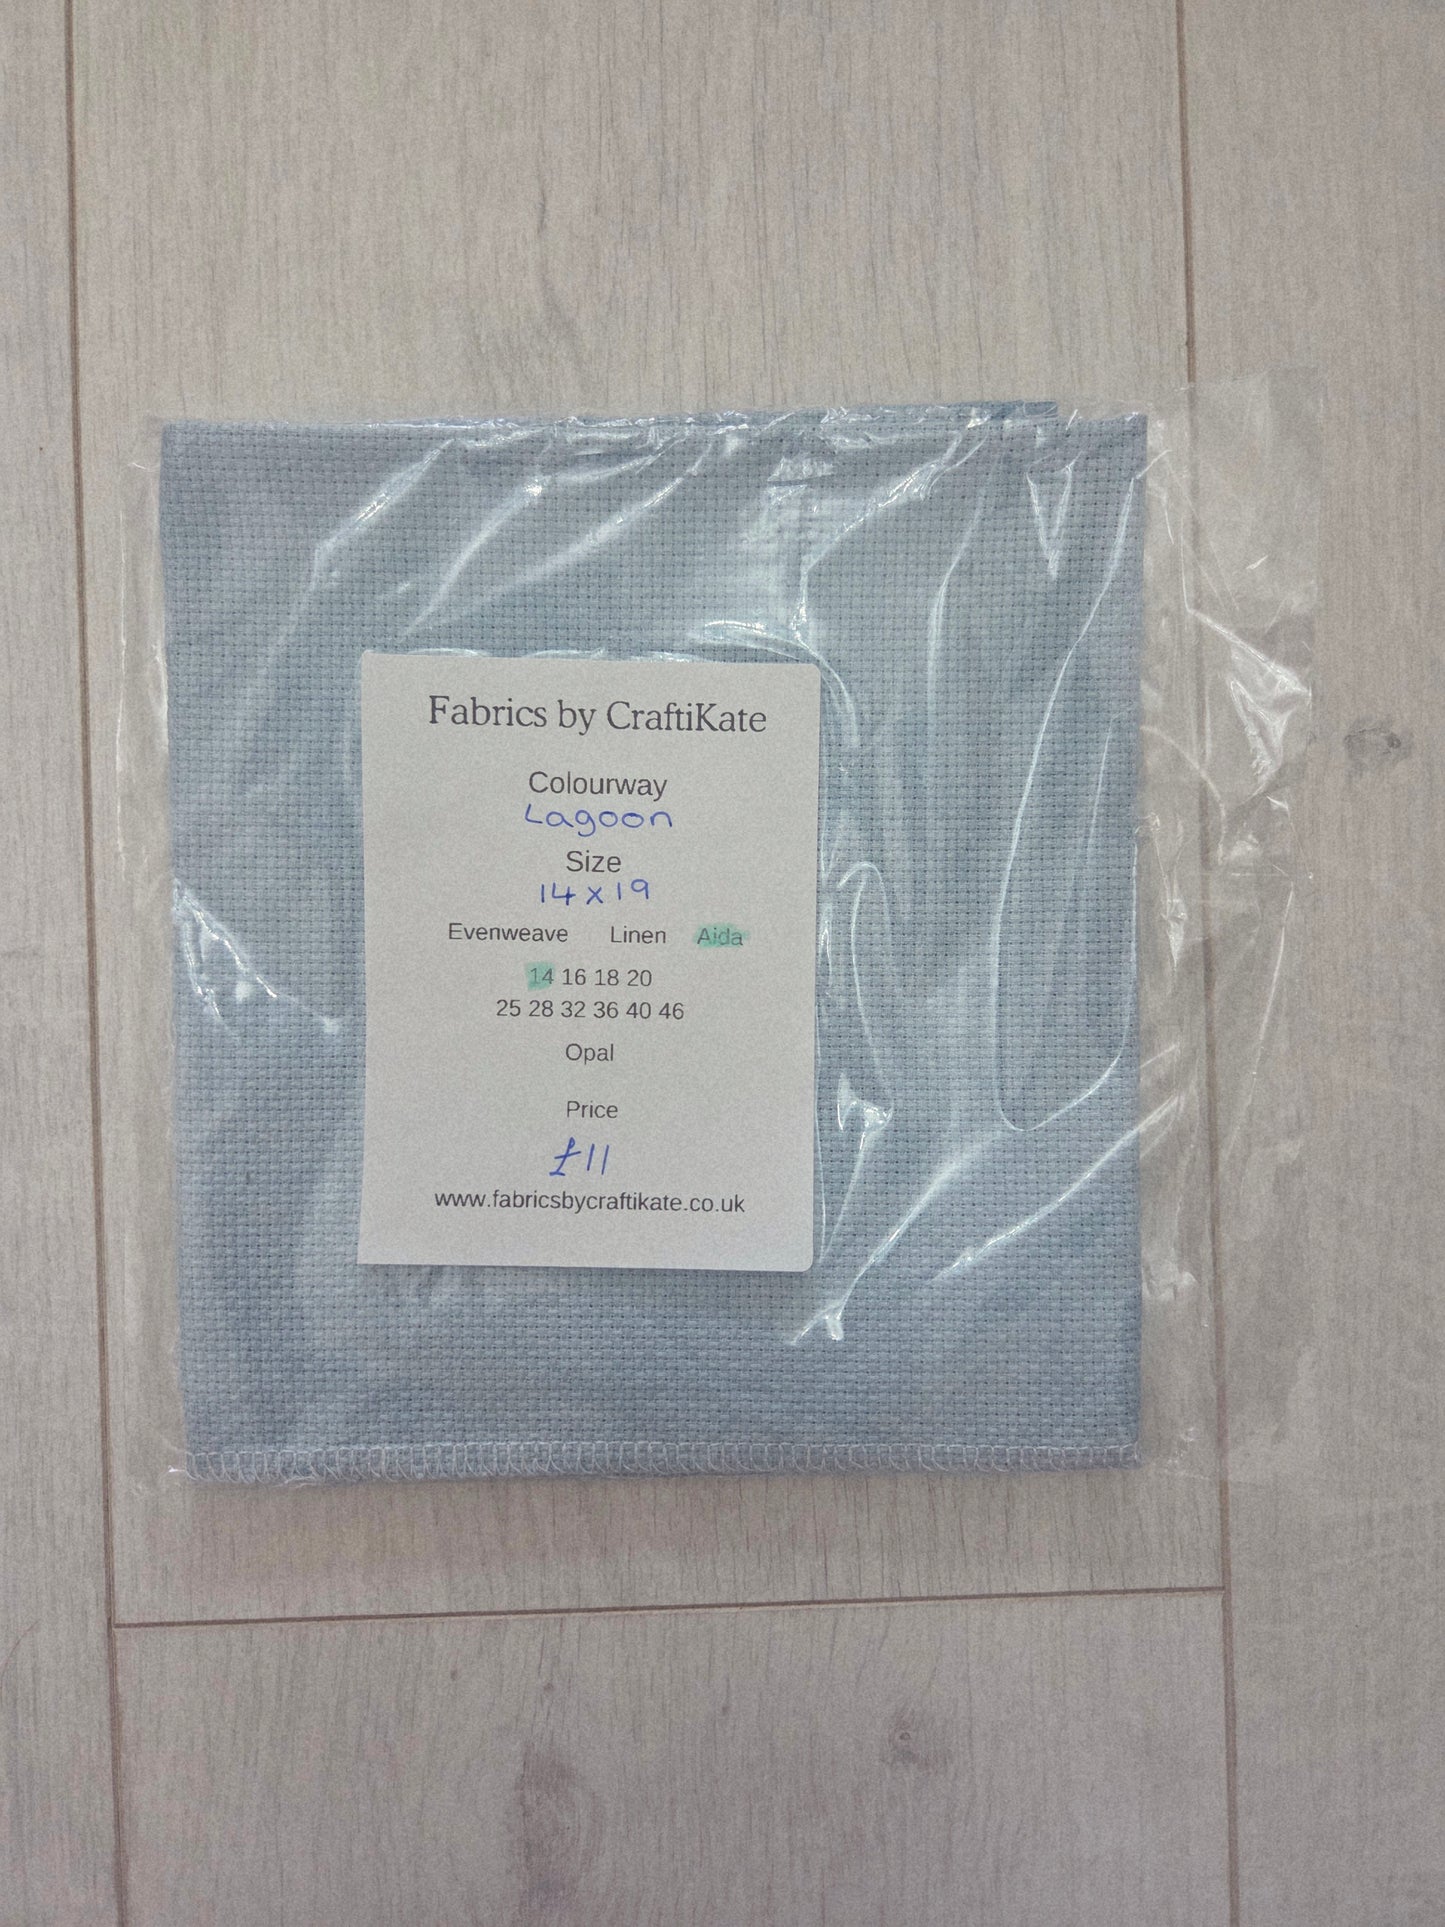 Fabrics by CraftiKate
Colourway
Lagoon
Size
14 x 19
Evenweave Linen Aida
14 16 18 20
25 28 32 36 40 46
Opal
Price
£11
www.fabricsbycraftikate.co.uk